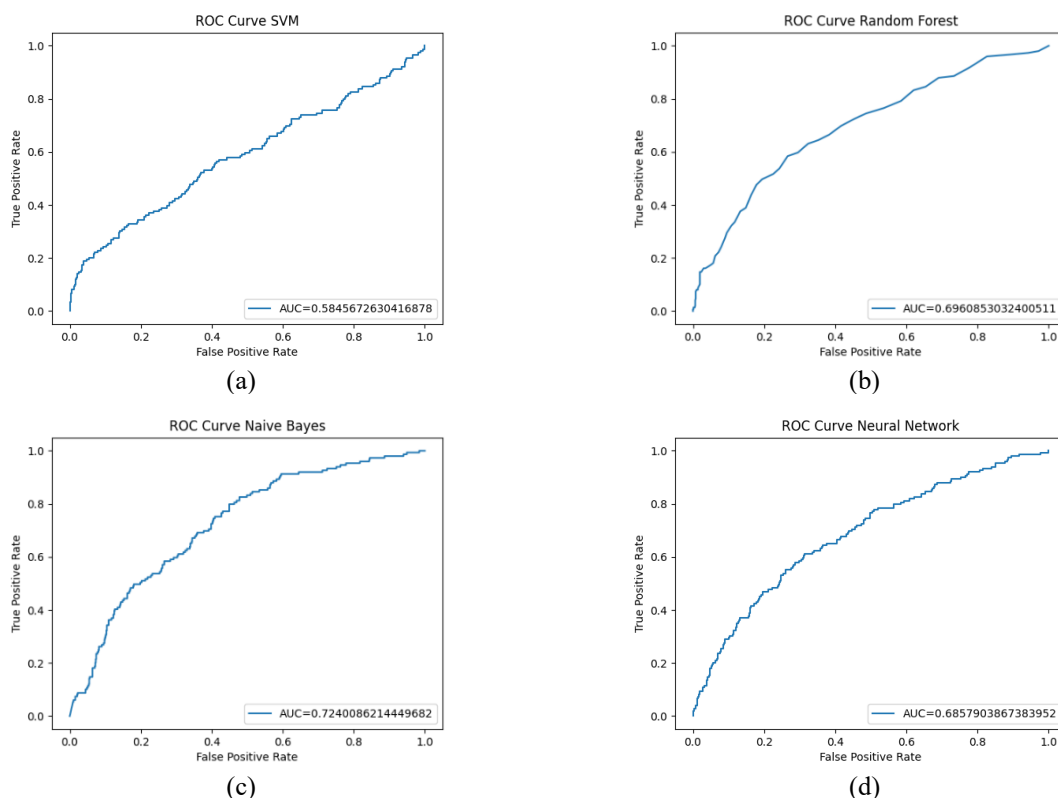 ROC Curve SVM
1.0
0.8
0.6
0.4
0.2
0.0
True Positive Rate
AUC=0.5845672630416878
0.0 0.2 0.4 0.6 0.8 1.0
False Positive Rate
(a)
ROC Curve Random Forest
1.0
0.8
0.6
0.4
0.2
0.0
True Positive Rate
AUC=0.6960853032400511
0.0 0.2 0.4 0.6 0.8 1.0
False Positive Rate
(b)
ROC Curve Naive Bayes
1.0
0.8
0.6
0.4
0.2
0.0
True Positive Rate
AUC=0.7240086214449682
0.0 0.2 0.4 0.6 0.8 1.0
False Positive Rate
(c)
ROC Curve Neural Network
1.0
0.8
0.6
0.4
0.2
0.0
True Positive Rate
AUC=0.6857903867383952
0.0 0.2 0.4 0.6 0.8 1.0
False Positive Rate
(d)